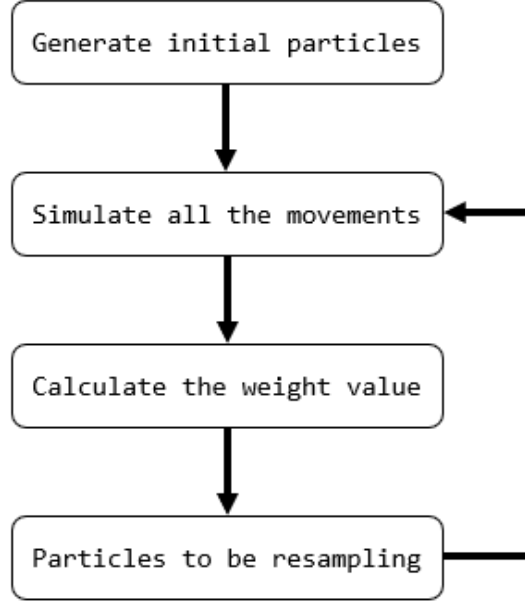 Generate initial particles
Simulate all the movements
Calculate the weight value
Particles to be resampling